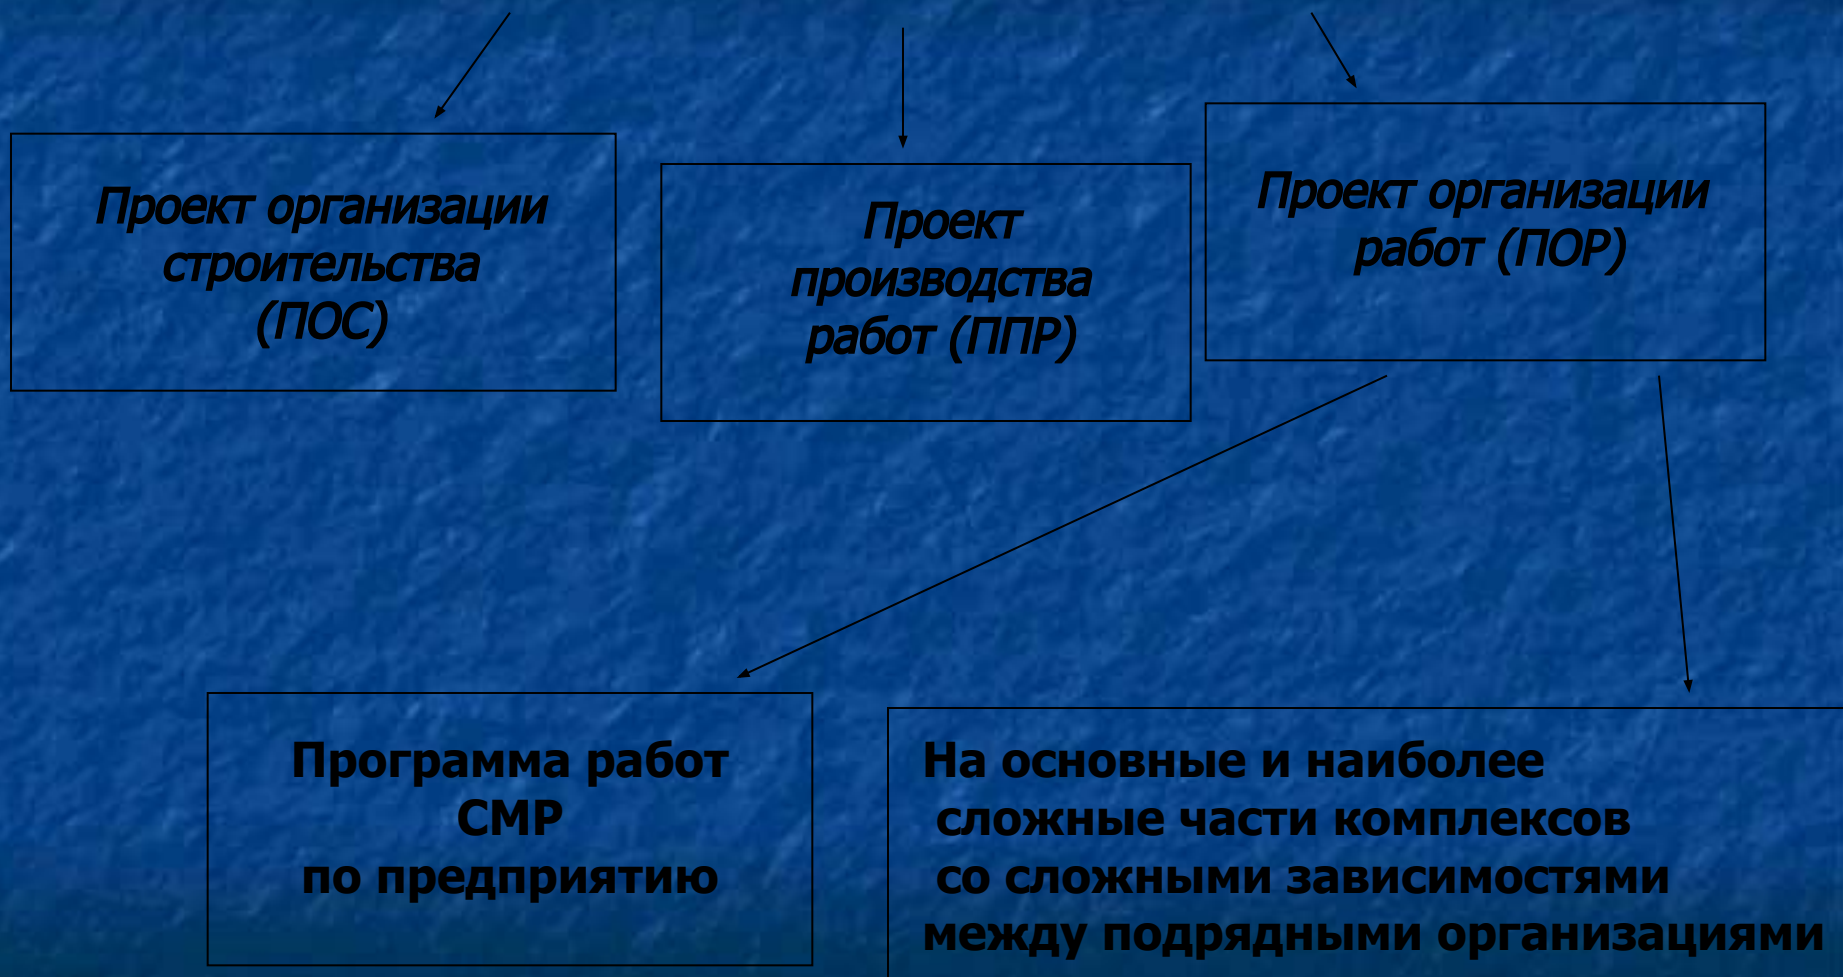 Проект организации
строительства
(ПОС)
Проект
производства
работ (ППР)
Проект организации
работ (ПОР)
Программа работ
СМР
по предприятию
На основные и наиболее
сложные части комплексов
со сложными зависимостями
между подрядными организациями